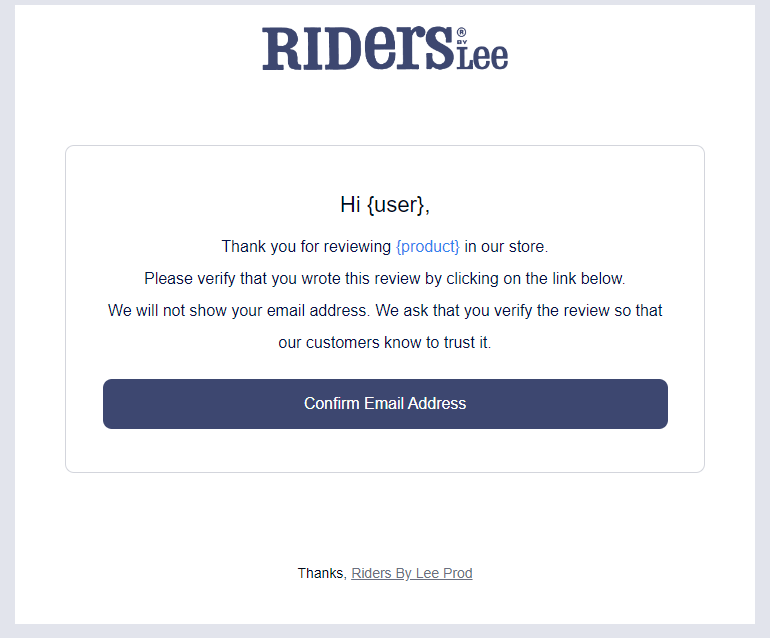 RIDERS ® BY Lee
Hi {user},
Thank you for reviewing {product} in our store.
Please verify that you wrote this review by clicking on the link below.
We will not show your email address. We ask that you verify the review so that
our customers know to trust it.
Confirm Email Address
Thanks, Riders By Lee Prod